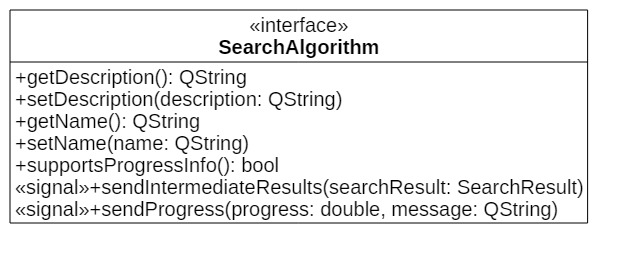 «interface»
SearchAlgorithm
+getDescription(): QString
+setDescription(description: QString)
+getName(): QString
+setName(name: QString)
+supportsProgressInfo(): bool
«signal»+sendIntermediateResults(searchResult: SearchResult)
«signal»+sendProgress(progress: double, message: QString)